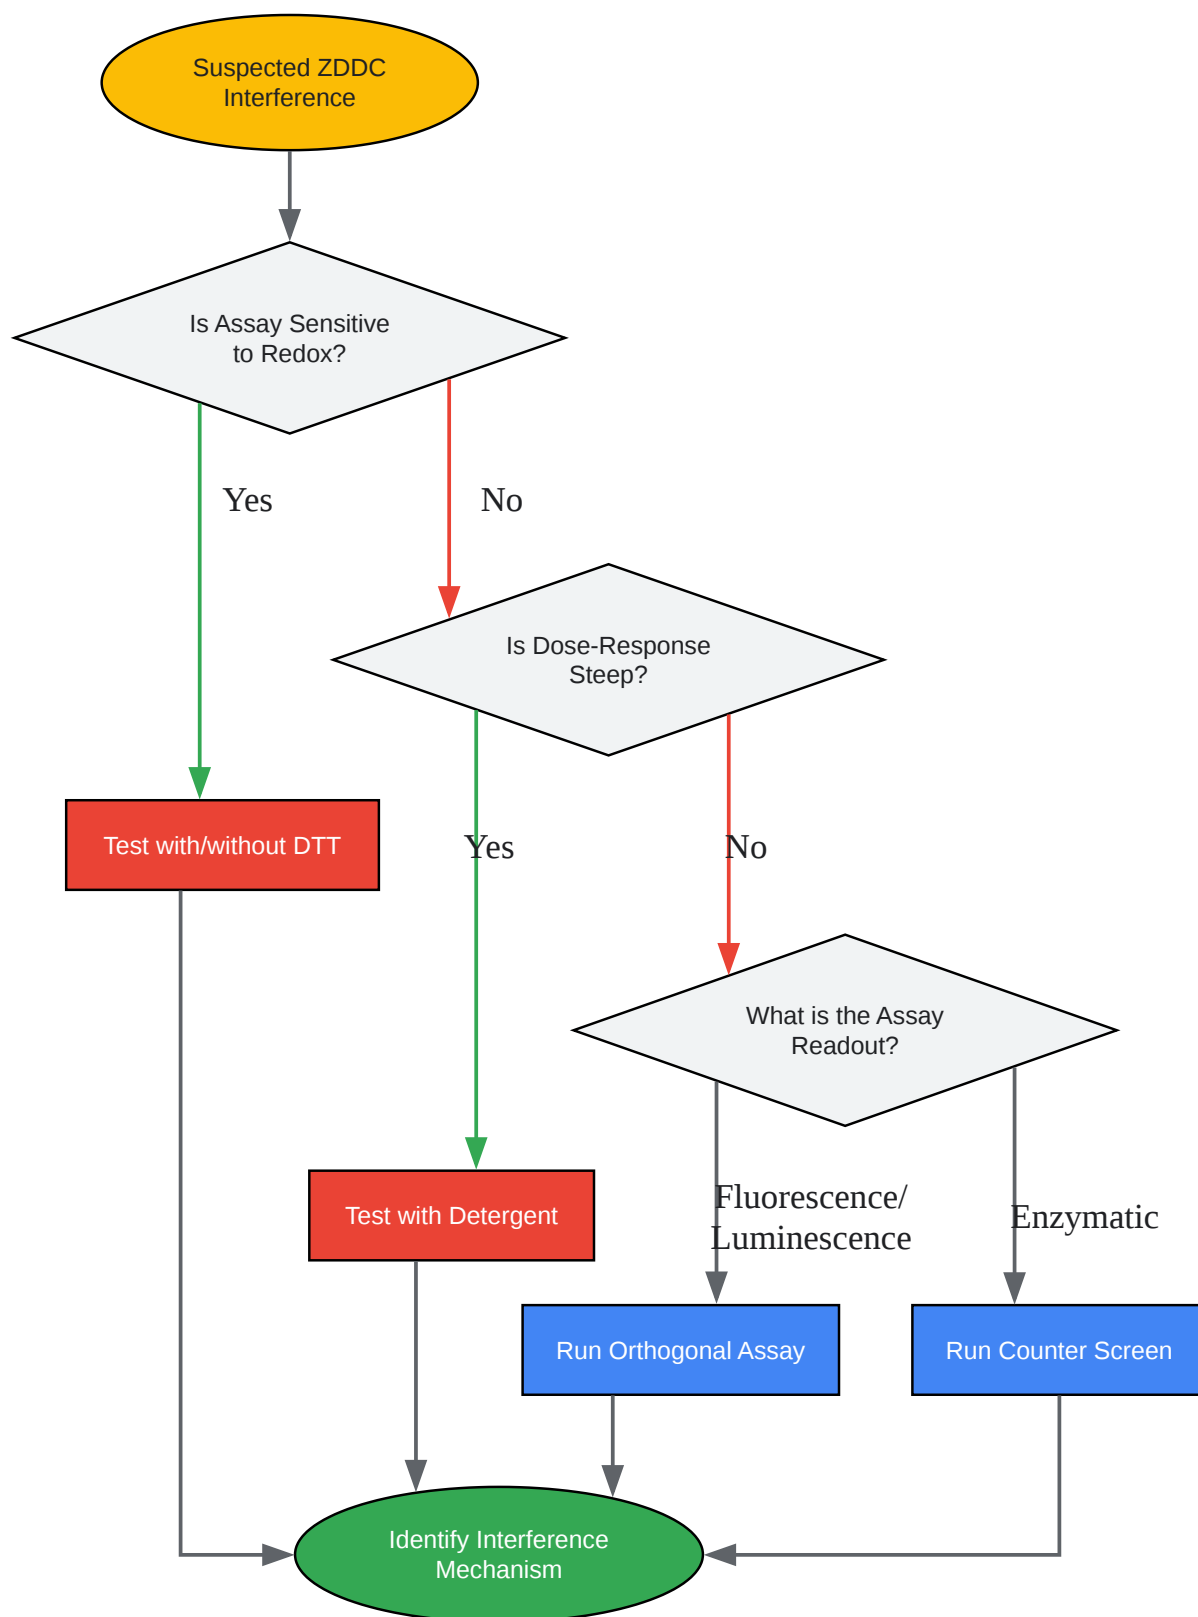 Suspected ZDDC
Interference
Is Assay Sensitive
to Redox?
Yes
No
Is Dose-Response
Steep?
Test with/without DTT
Yes
No
What is the Assay
Readout?
Test with Detergent
Fluorescence/
Luminescence
Enzymatic
Run Orthogonal Assay
Run Counter Screen
Identify Interference
Mechanism